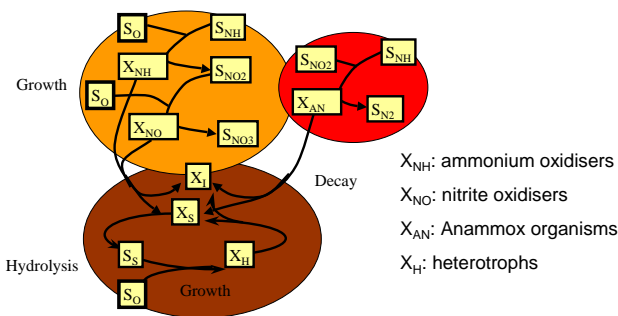 S_O
S_NH
Growth
X_NH
S_NO2
S_O
X_NO
S_NO3
S_NO2
S_NH
X_AN
S_N2
X_I
Decay
X_S
Hydrolysis
S_S
X_H
S_O
Growth
X_NH: ammonium oxidisers
X_NO: nitrite oxidisers
X_AN: Anammox organisms
X_H: heterotrophs